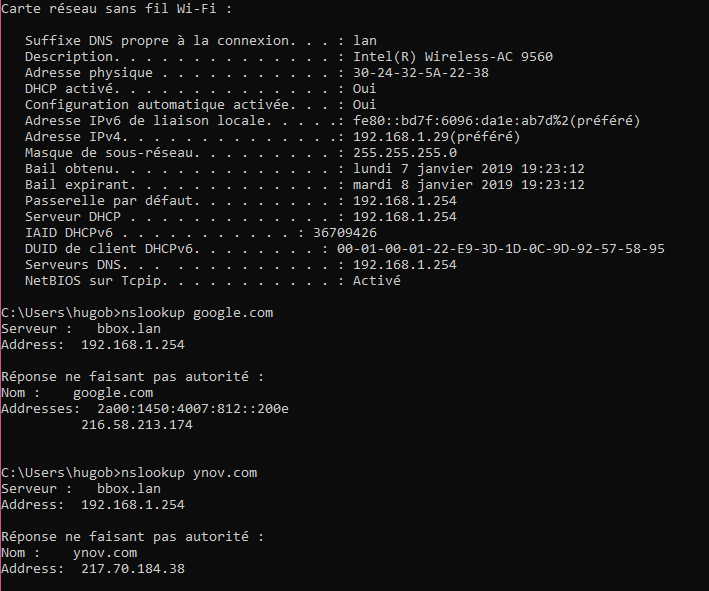 Carte réseau sans fil Wi-Fi :
Suffixe DNS propre à la connexion. . . : lan
Description. . . . . . . . . . . . . . : Intel(R) Wireless-AC 9560
Adresse physique . . . . . . . . . . . : 30-24-32-5A-22-38
DHCP activé. . . . . . . . . . . . . . : Oui
Configuration automatique activée. . . : Oui
Adresse IPv6 de liaison locale. . . . .: fe80::bd7f:6096:da1e:ab7d%2(préféré)
Adresse IPv4. . . . . . . . . . . . . .: 192.168.1.29(préféré)
Masque de sous-réseau. . . . . . . . . : 255.255.255.0
Bail obtenu. . . . . . . . . . . . . . : lundi 7 janvier 2019 19:23:12
Bail expirant. . . . . . . . . . . . . : mardi 8 janvier 2019 19:23:12
Passerelle par défaut. . . . . . . . . : 192.168.1.254
Serveur DHCP . . . . . . . . . . . . . : 192.168.1.254
IAID DHCPv6 . . . . . . . . . . . : 36709426
DUID de client DHCPv6. . . . . . . . : 00-01-00-01-22-E9-3D-1D-0C-9D-92-57-58-95
Serveurs DNS. . .  . . . . . . . . . . : 192.168.1.254
NetBIOS sur Tcpip. . . . . . . . . . . : Activé
C:\Users\hugob>nslookup google.com
Serveur :   bbox.lan
Address:  192.168.1.254
Réponse ne faisant pas autorité :
Nom :    google.com
Addresses:  2a00:1450:4007:812::200e
216.58.213.174
C:\Users\hugob>nslookup ynov.com
Serveur :   bbox.lan
Address:  192.168.1.254
Réponse ne faisant pas autorité :
Nom :    ynov.com
Address:  217.70.184.38